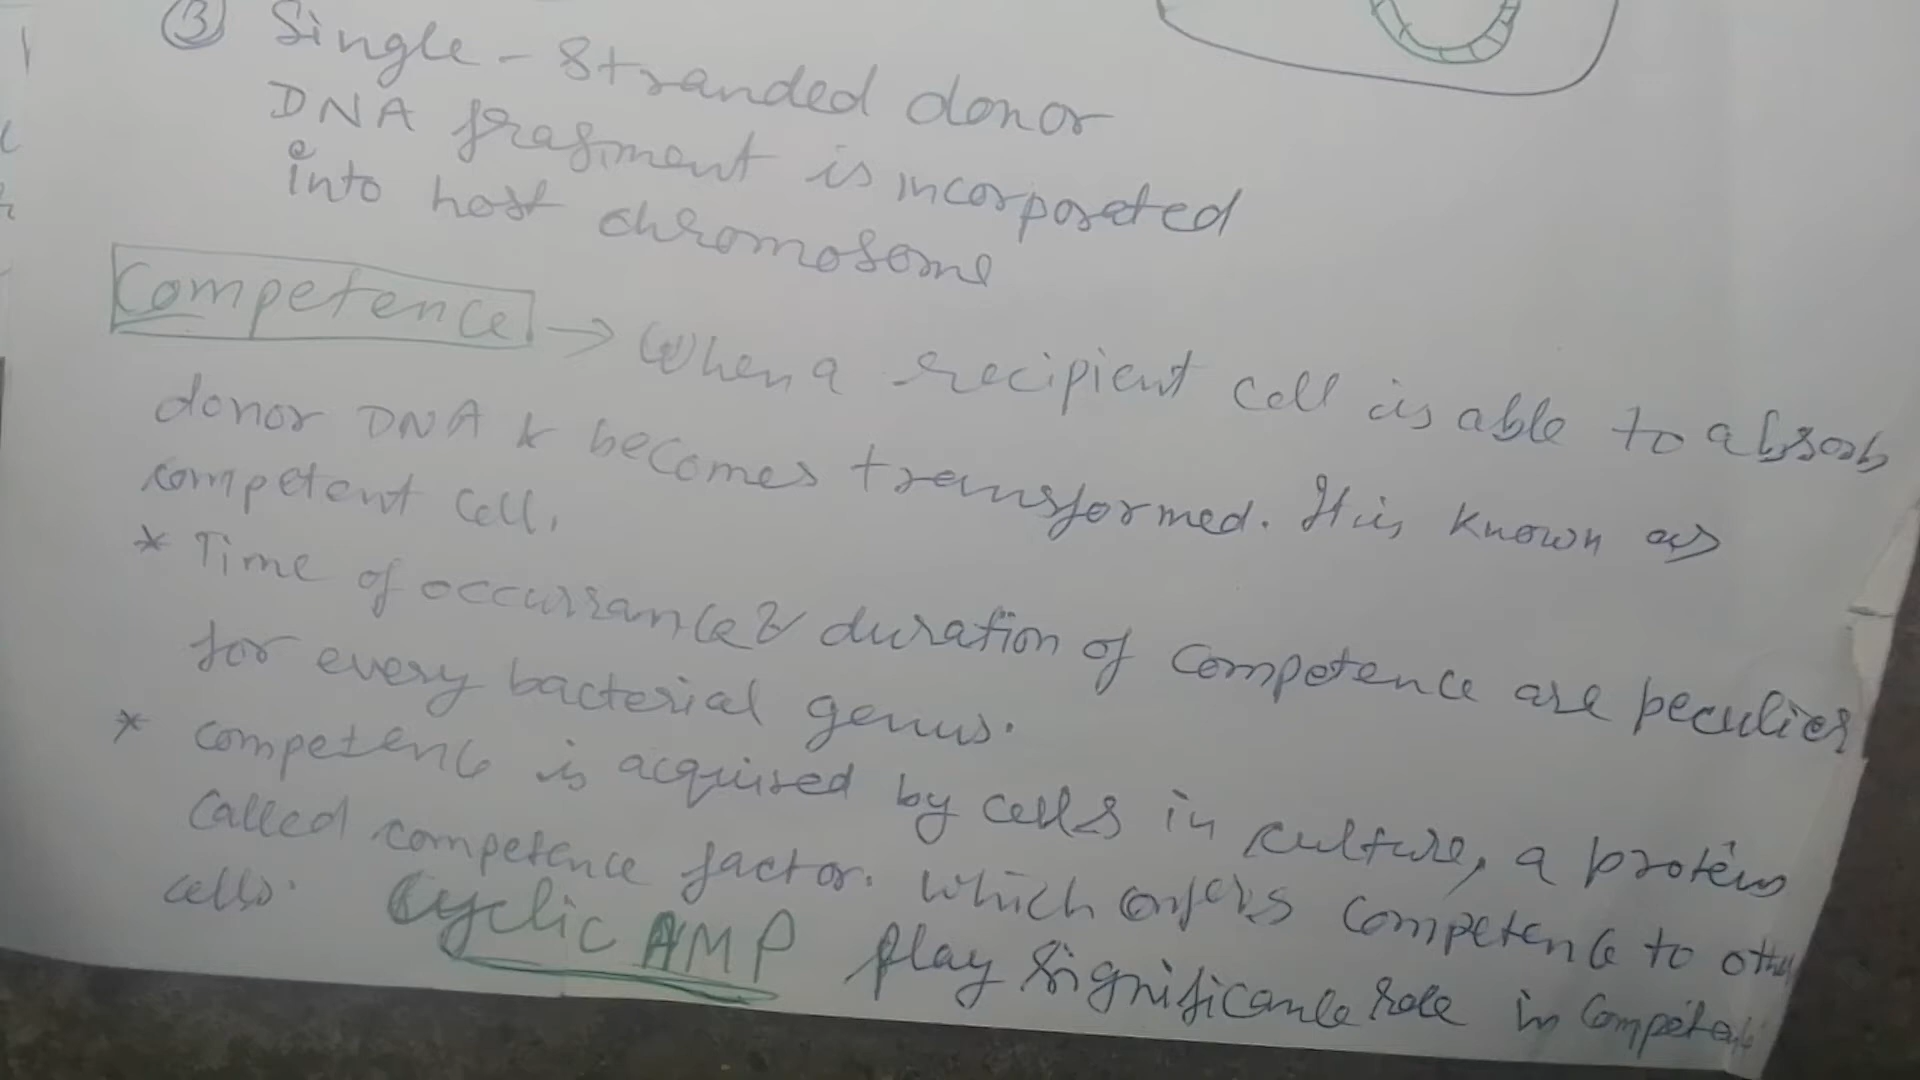 ③ Single-Stranded donor
DNA fragment is incorporated
into host chromosome
Competence → When a recipient cell is able to absorb
donor DNA & becomes transformed. It is known as
competent cell.
* Time of occurrance & duration of competence are peculier
for every bacterial genus.
* competence is acquired by cells in culture, a protein
Called competence factor. which confers competence to other
cells. Cyclic AMP play significance role in Competen